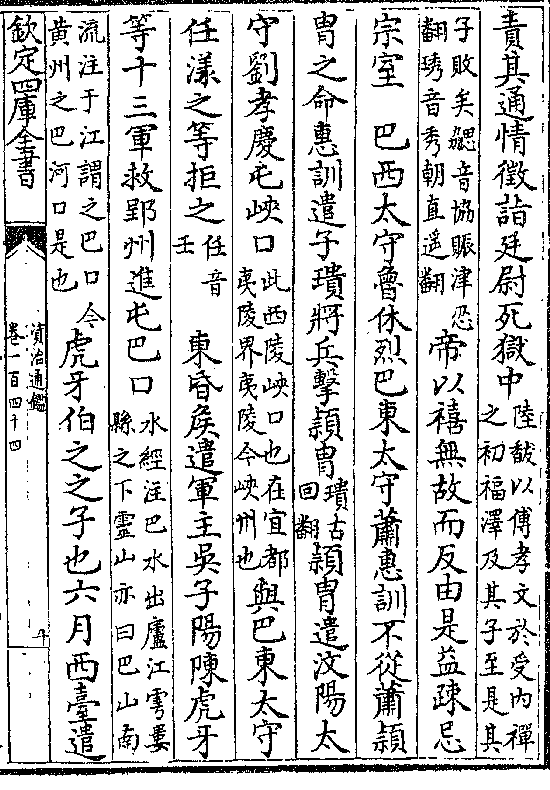 責其通情徵詣廷尉死獄中陸馛以傅孝文於受内禪之初福澤及其子至是其
子敗矣勰音協賑津忍翻琇音秀朝直遥翻帝以禧無故而反由是益疎忌
宗室　巴西太守魯休烈巴東太守蕭惠訓不從蕭頴
胄之命惠訓遣子璝將兵擊頴胄璝古回翻頴胄遣汶陽太
守劉孝慶屯峽口此西陵峽口也在宜都夷陵界夷陵今峽州也與巴東太守
任漾之等拒之任音壬　東昏侯遣軍主吳子陽陳虎牙
等十三軍救郢州進屯巴口水經注巴水出廬江雩婁縣之下靈山亦曰巴山南
流注于江謂之巴口今黄州之巴河口是也虎牙伯之之子也六月西臺遣
欽定四庫全書
資治通鑑
卷一百四十四